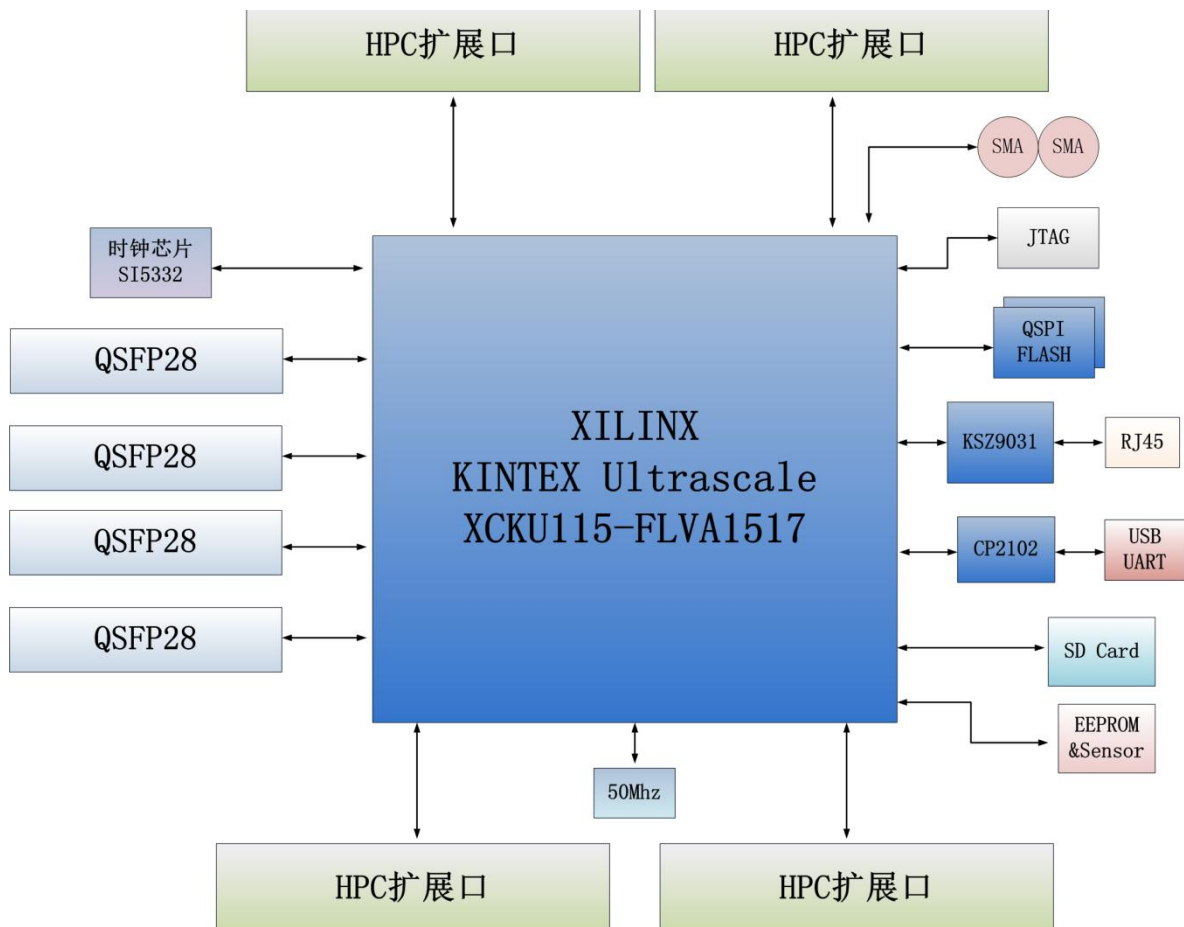 HPC扩展口
HPC扩展口
SMA
SMA
时钟芯片
SI5332
JTAG
QSFP28
QSPI
FLASH
XILINX
KINTEX Ultrascale
XCKU115-FLVA1517
QSFP28
KSZ9031
RJ45
QSFP28
CP2102
USB
UART
QSFP28
SD Card
EEPROM
&Sensor
50Mhz
HPC扩展口
HPC扩展口